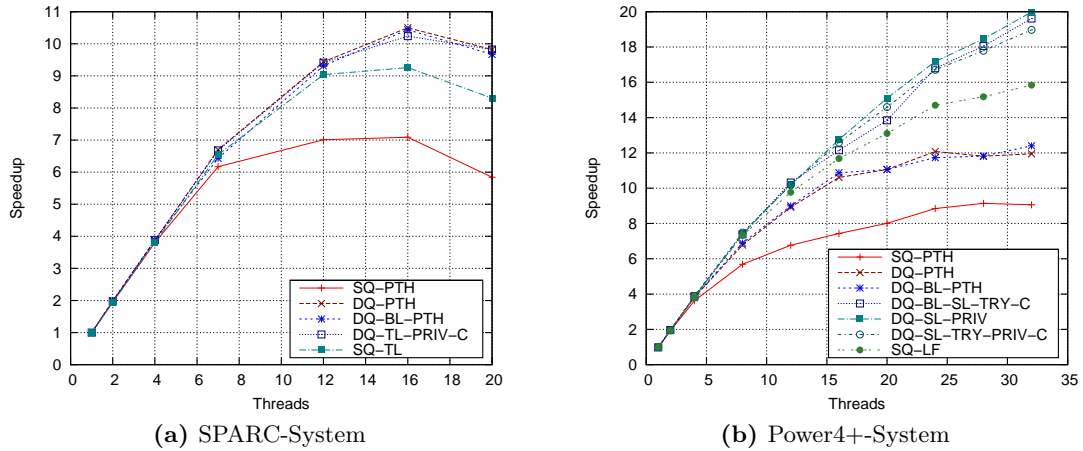 11
10
9
8
7
6
5
4
3
2
1
0
Speedup
SQ-PTH
DQ-PTH
DQ-BL-PTH
DQ-TL-PRIV-C
SQ-TL
0 2 4 6 8 10 12 14 16 18 20
Threads
(a) SPARC-System
20
18
16
14
12
10
8
6
4
2
0
Speedup
SQ-PTH
DQ-PTH
DQ-BL-PTH
DQ-BL-SL-TRY-C
DQ-SL-PRIV
DQ-SL-TRY-PRIV-C
SQ-LF
0 5 10 15 20 25 30 35
Threads
(b) Power4+-System